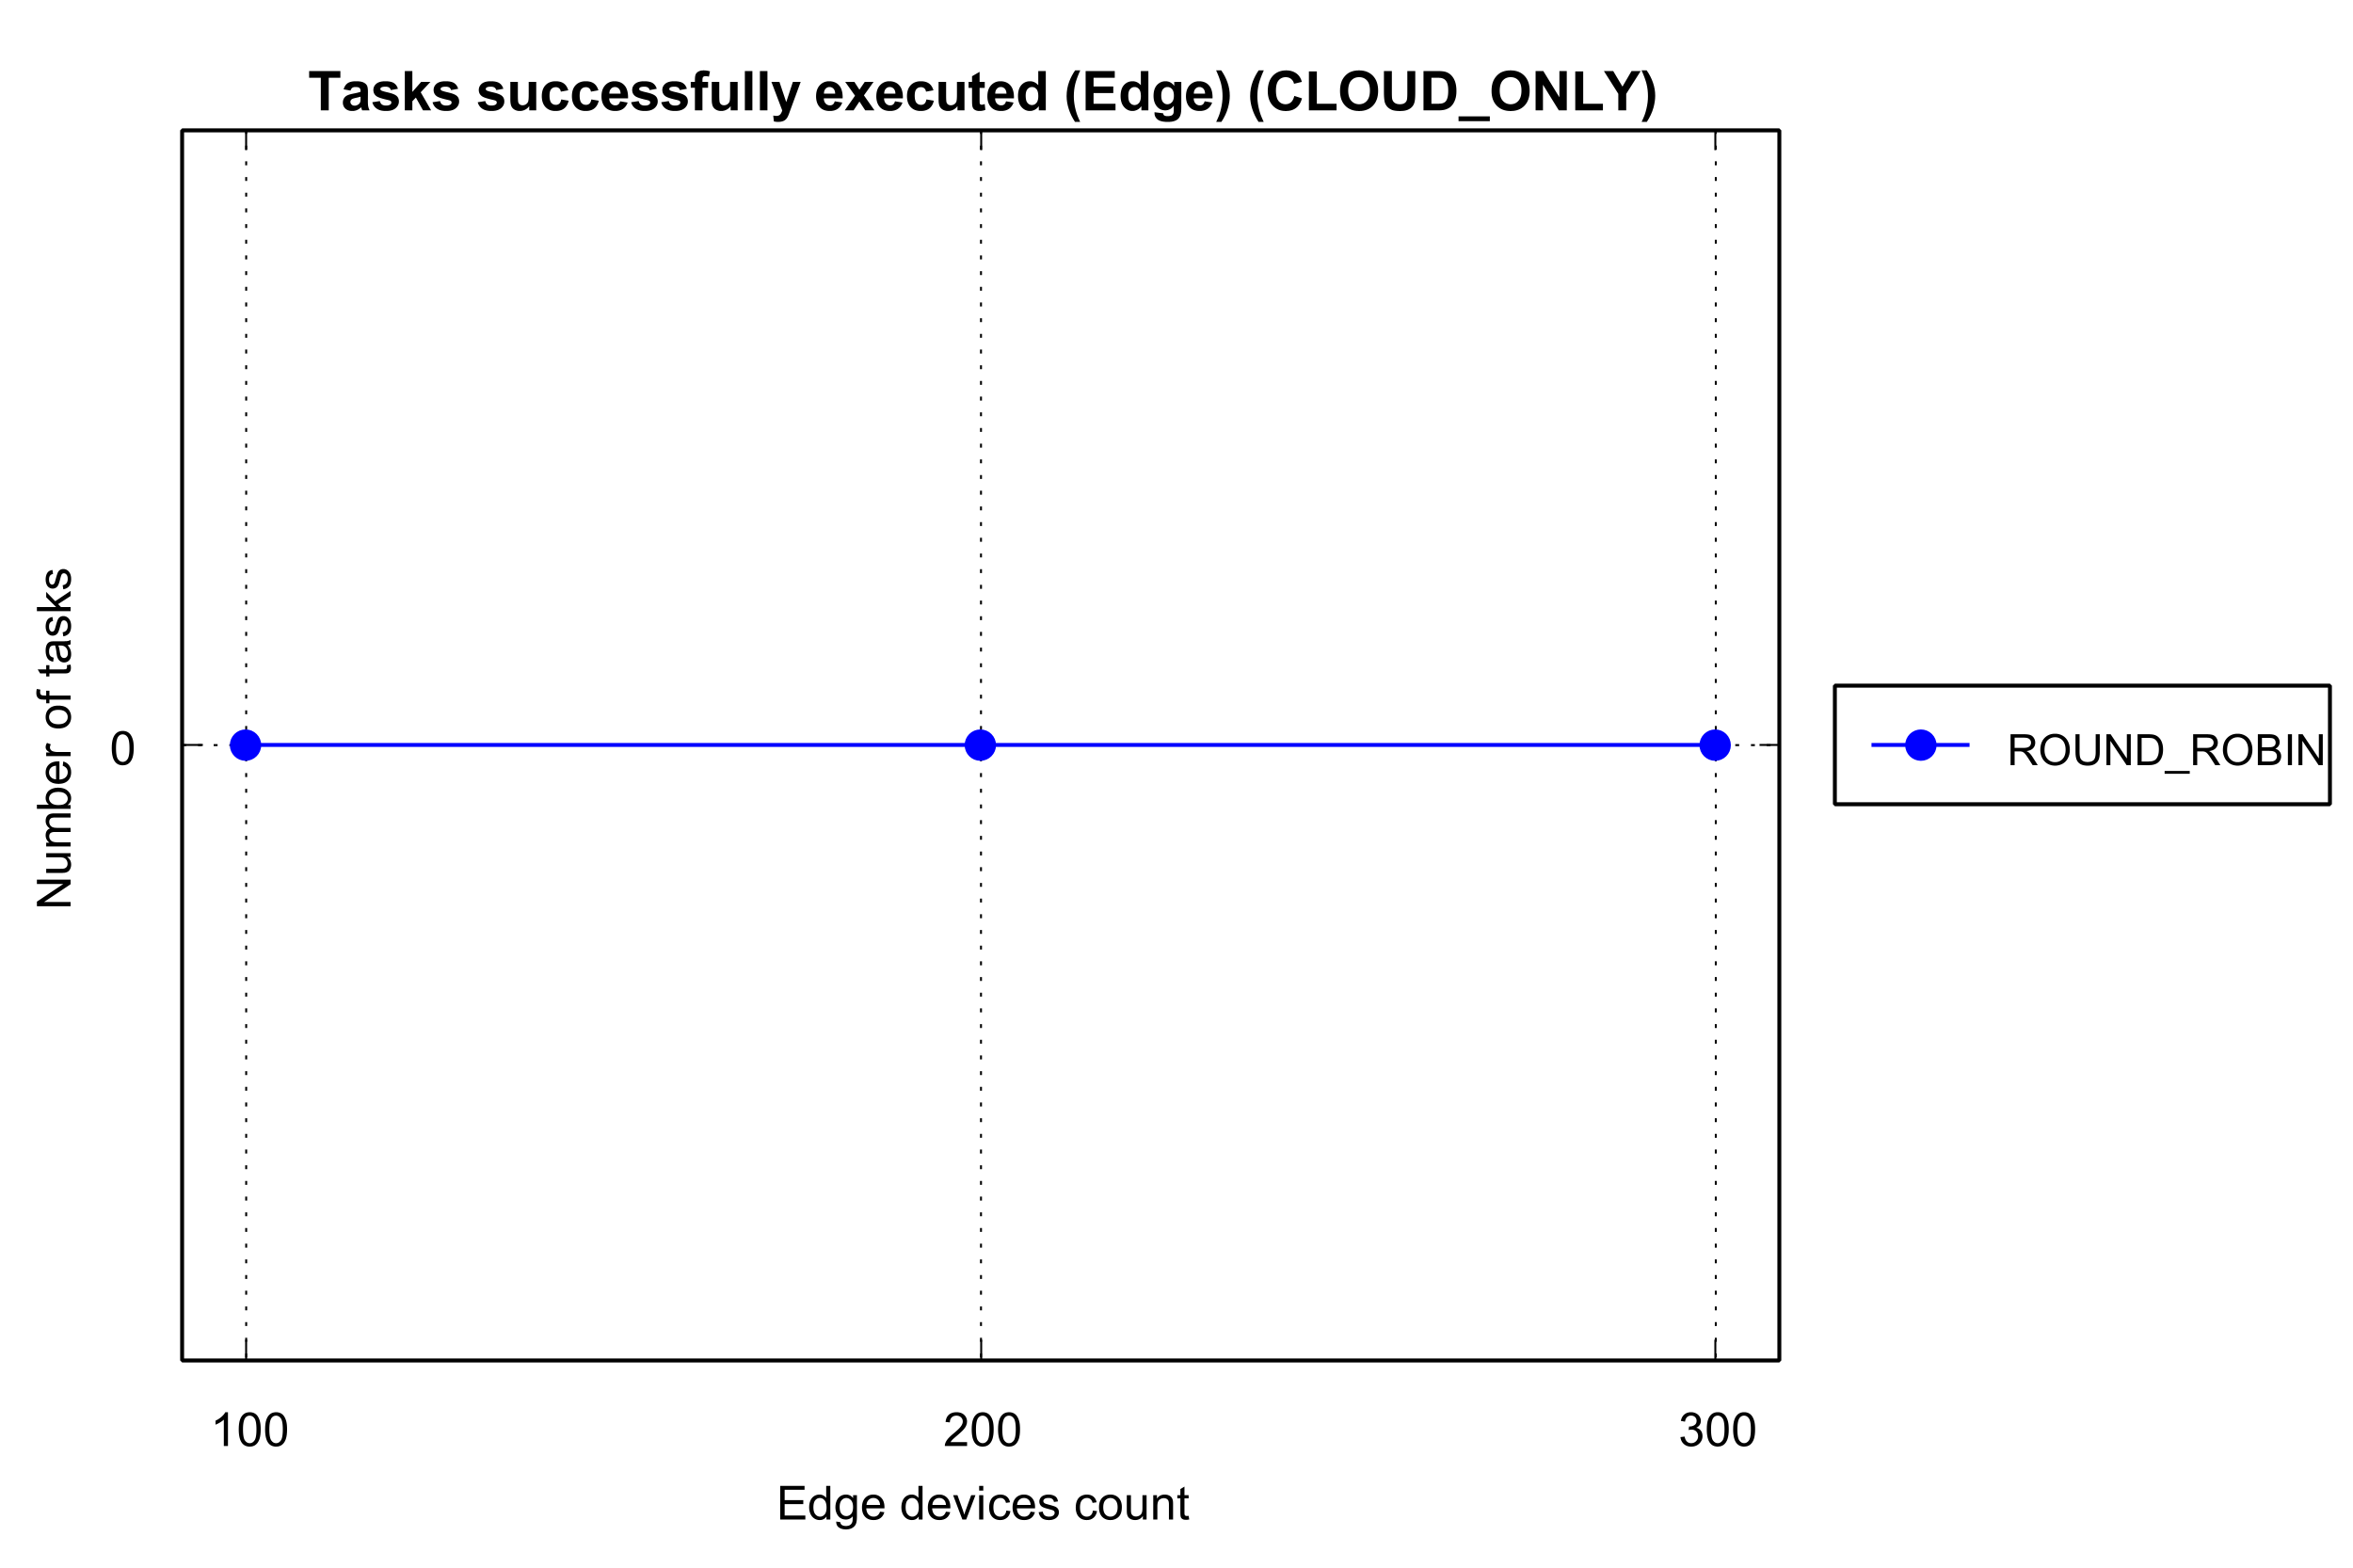 Tasks successfully executed (Edge) (CLOUD_ONLY)
Number of tasks
0
ROUND_ROBIN
100 200 300
Edge devices count